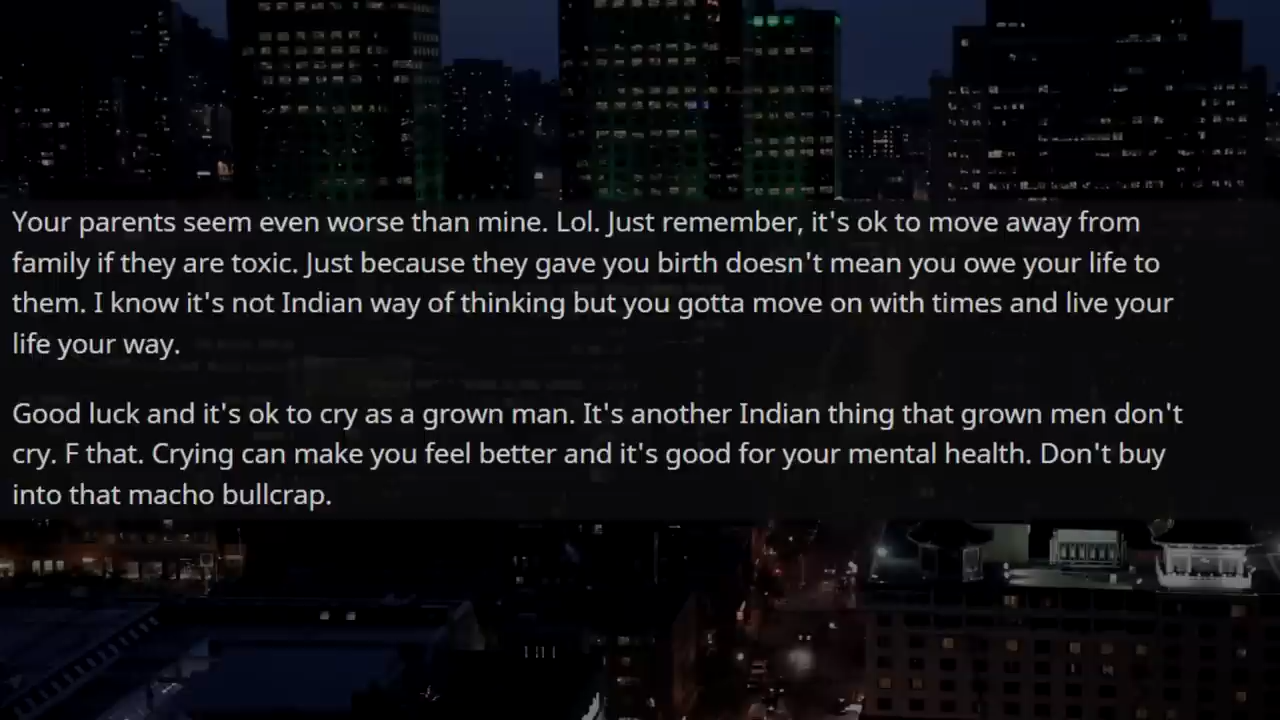 Your parents seem even worse than mine. Lol. Just remember, it's ok to move away from
family if they are toxic. Just because they gave you birth doesn't mean you owe your life to
them. I know it's not Indian way of thinking but you gotta move on with times and live your
life your way.
Good luck and it's ok to cry as a grown man. It's another Indian thing that grown men don't
cry. F that. Crying can make you feel better and it's good for your mental health. Don't buy
into that macho bullcrap.